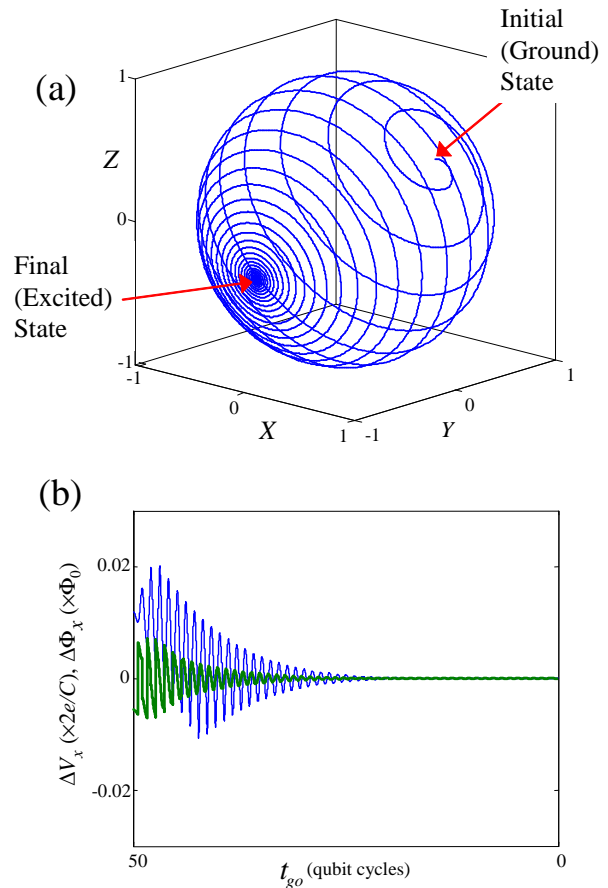 (a)
Initial
(Ground)
State
1
Z
0
Final
(Excited)
State
-1
-1
0
X
1
-1
0
Y
1
(b)
0.02
0
-0.02
ΔV_x (×2e/C), ΔΦ_x (×Φ_0)
50
t_go (qubit cycles)
0